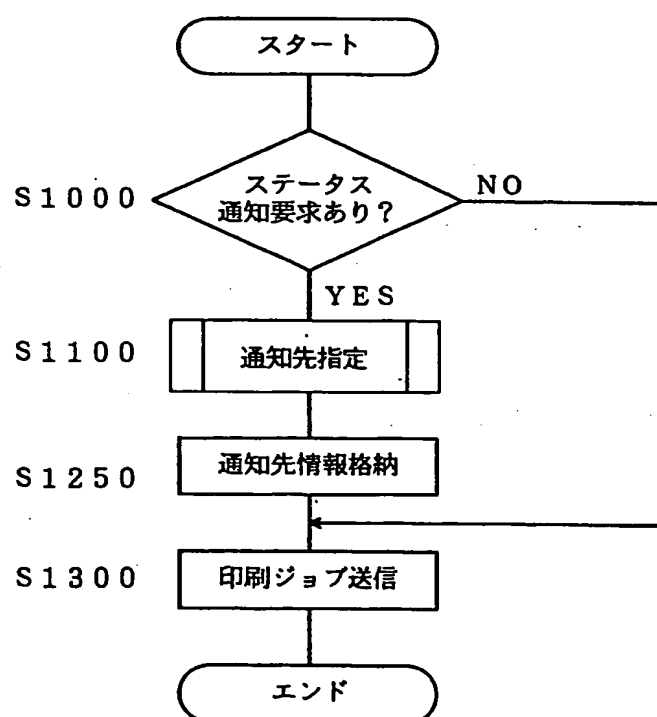 スタート
S1000
ステータス
通知要求あり？
NO
YES
S1100
通知先指定
S1250
通知先情報格納
S1300
印刷ジョブ送信
エンド